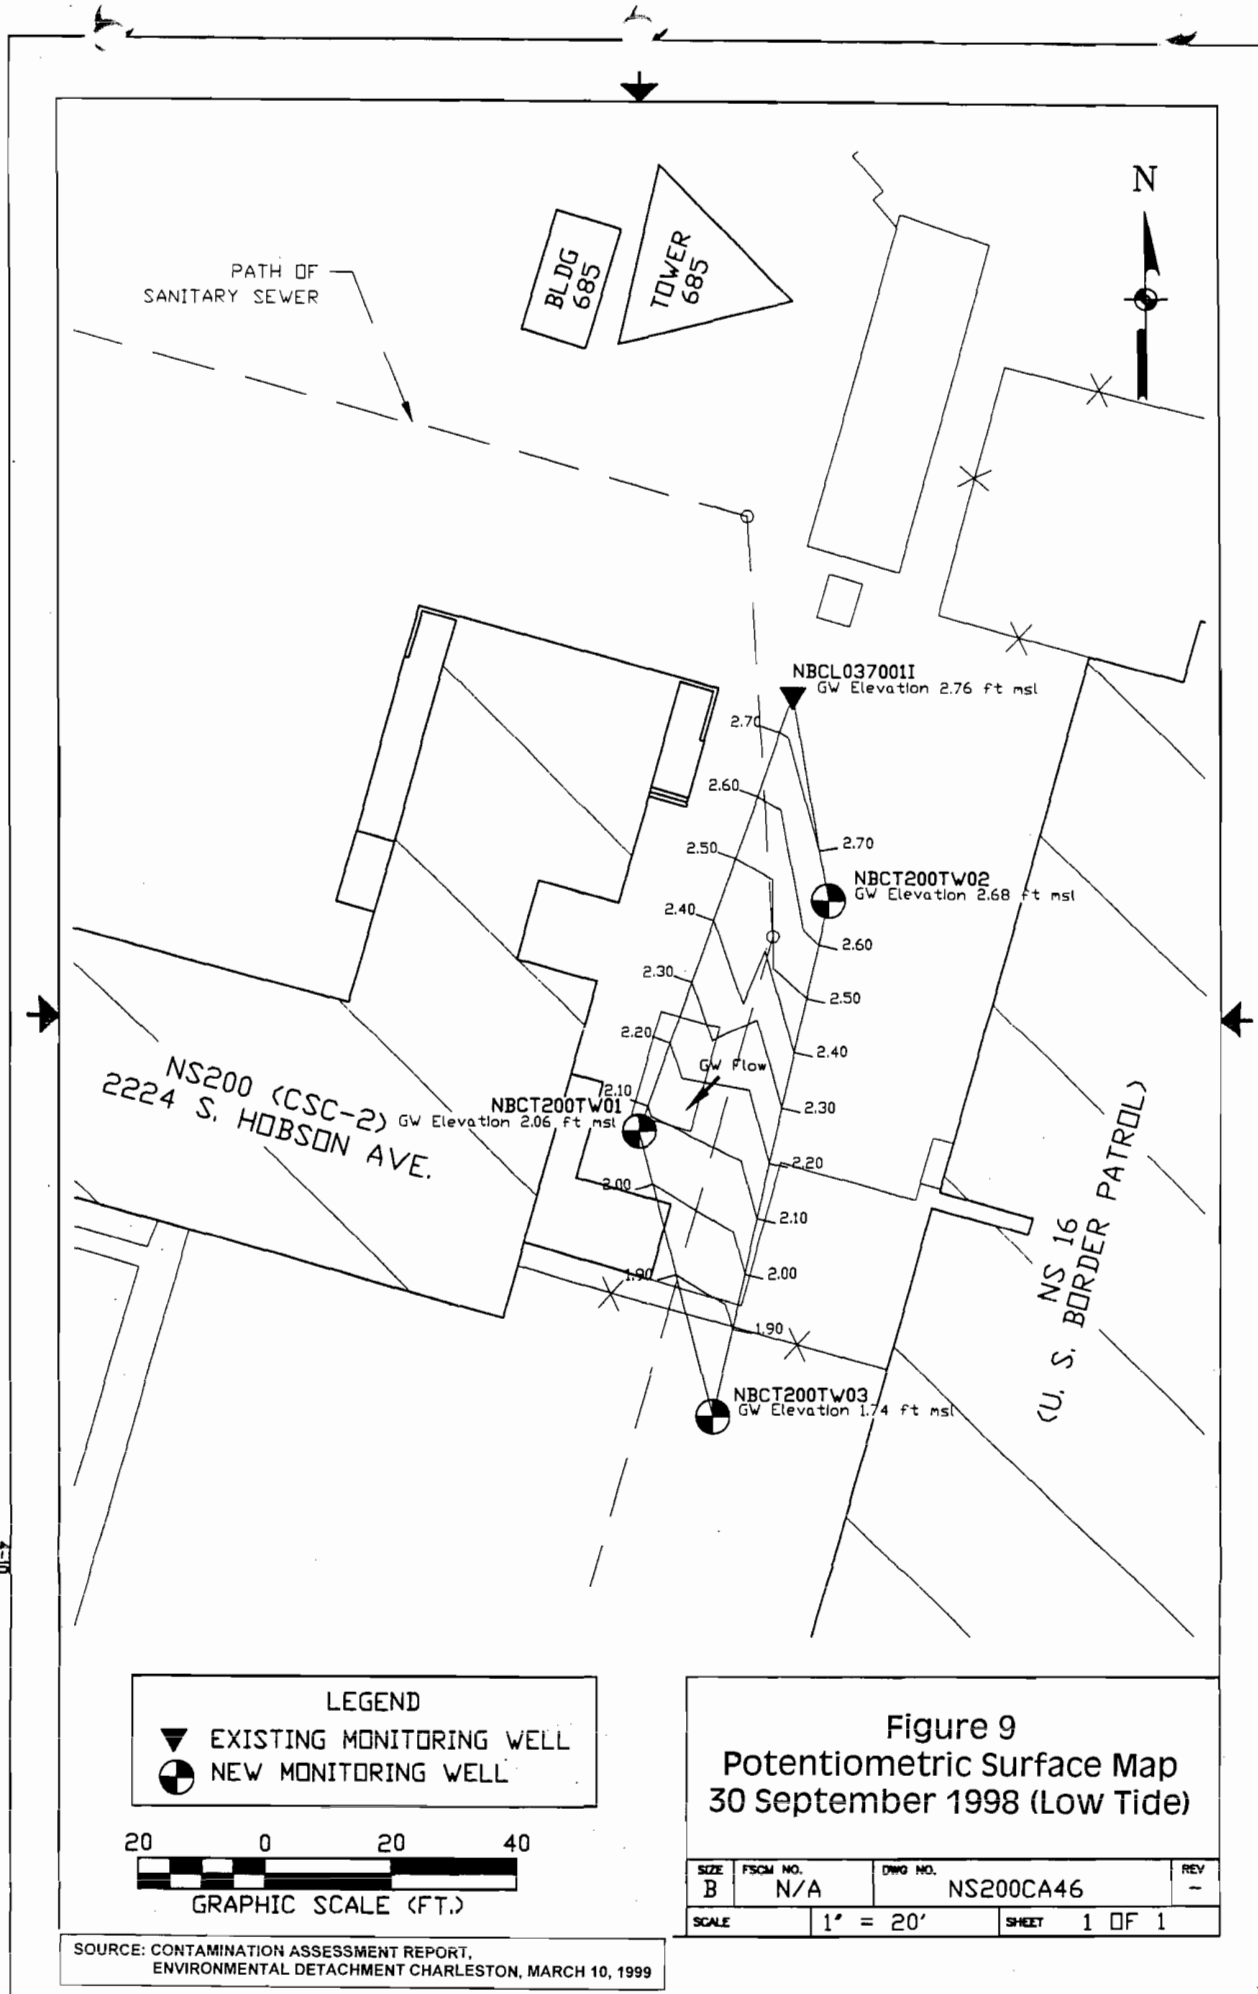 N
PATH OF
SANITARY SEWER
BLDG
685
TOWER
685
NBCL037001I
GW Elevation 2.76 ft msl
2.70
2.60
2.50
2.70
NBCT200TW02
GW Elevation 2.68 ft msl
2.40
2.60
2.30
2.50
2.20
2.40
GW Flow
2.10
NBCT200TW01
GW Elevation 2.06 ft msl
2.30
NS200 (CSC-2)
2224 S. HOBSON AVE.
2.20
2.00
2.10
2.00
1.90
1.90
NS 16
(U. S. BORDER PATROL)
NBCT200TW03
GW Elevation 1.74 ft msl
LEGEND
EXISTING MONITORING WELL
NEW MONITORING WELL
20 0 20 40
GRAPHIC SCALE (FT.)
Figure 9
Potentiometric Surface Map
30 September 1998 (Low Tide)
SIZE FSCM NO. DWG NO. REV
B N/A NS200CA46 -
SCALE 1" = 20' SHEET 1 OF 1
SOURCE: CONTAMINATION ASSESSMENT REPORT,
ENVIRONMENTAL DETACHMENT CHARLESTON, MARCH 10, 1999